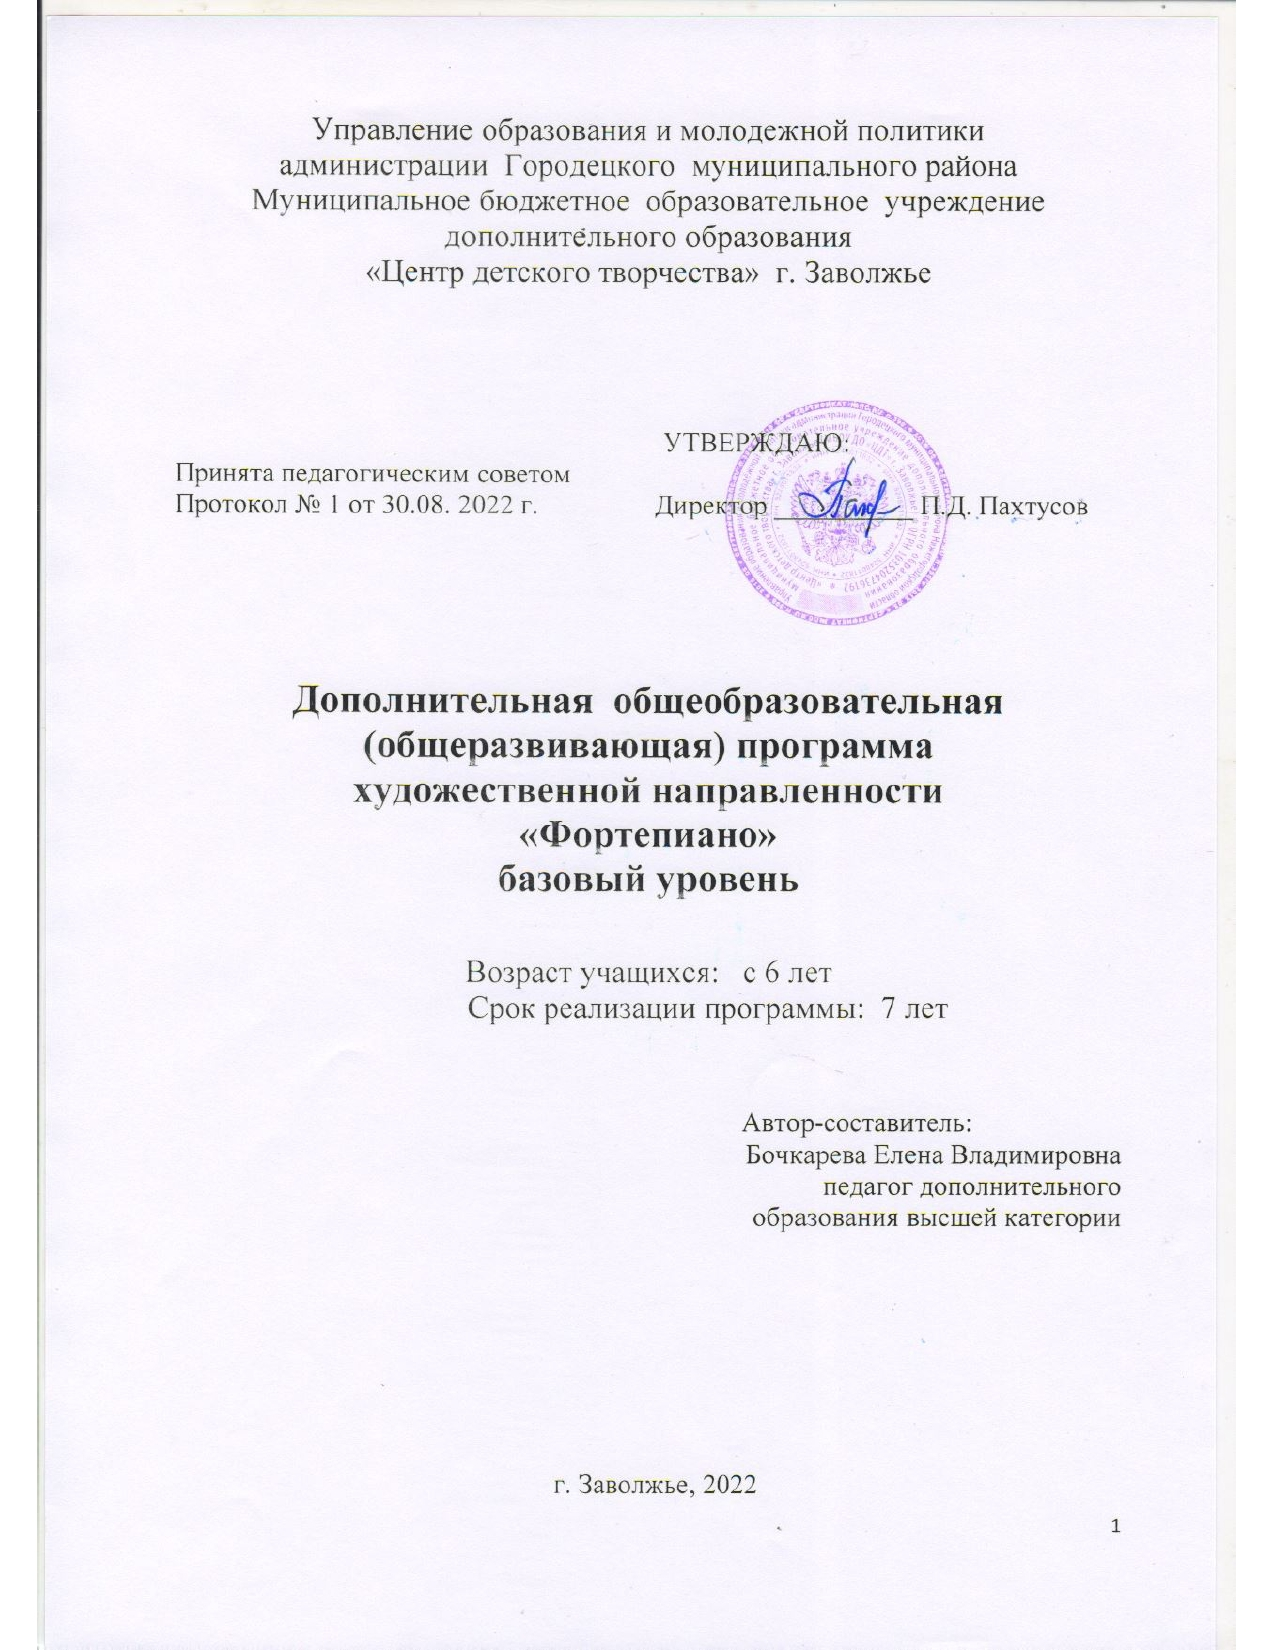 Управление образования и молодежной политики
администрации Городецкого муниципального района
Муниципальное бюджетное образовательное учреждение
дополнительного образования
«Центр детского творчества» г. Заволжье
УТВЕРЖДАЮ:
Принята педагогическим советом
Протокол № 1 от 30.08. 2022 г.
Директор __________ П.Д. Пахтусов
Дополнительная общеобразовательная
(общеразвивающая) программа
художественной направленности
«Фортепиано»
базовый уровень
Возраст учащихся: с 6 лет
Срок реализации программы: 7 лет
Автор-составитель:
Бочкарева Елена Владимировна
педагог дополнительного
образования высшей категории
г. Заволжье, 2022
1